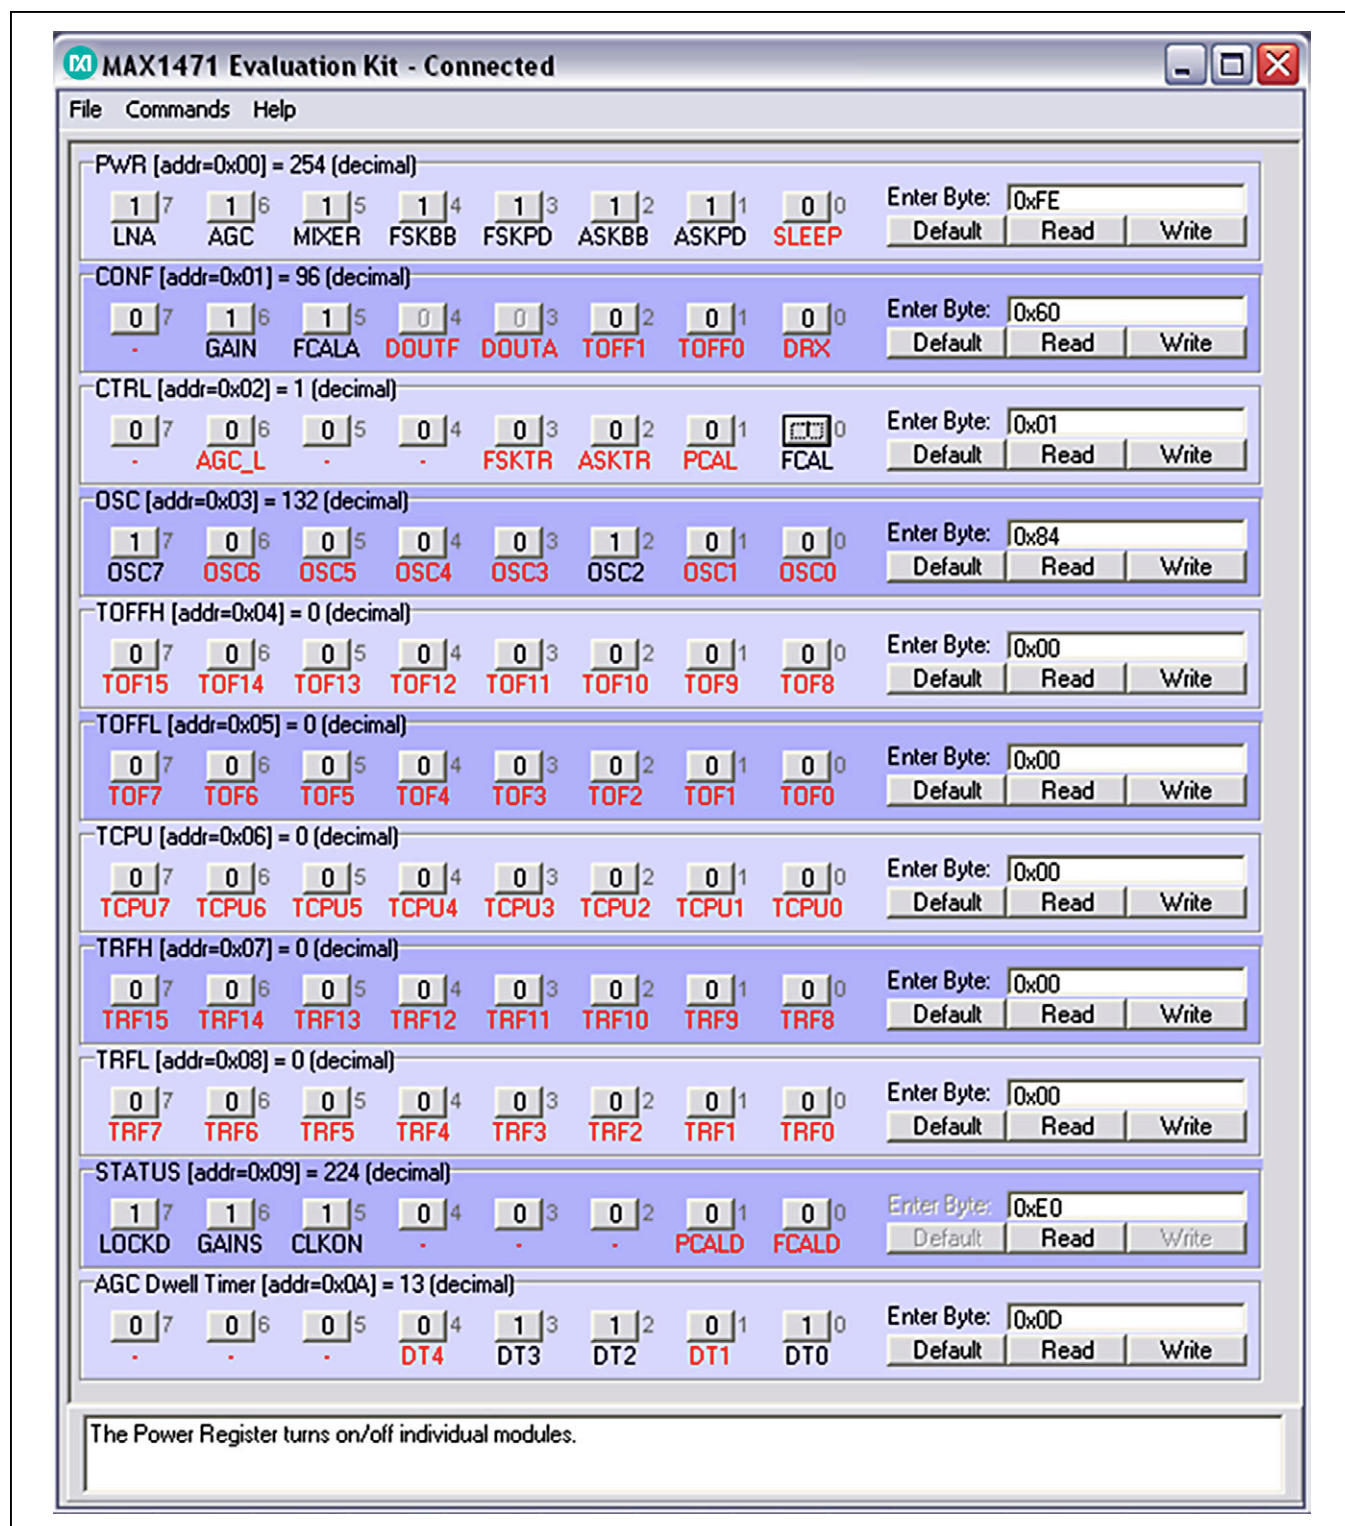 MAX1471 Evaluation Kit - Connected
File Commands Help
PWR [addr=0x00] = 254 (decimal)
1 7 1 6 1 5 1 4 1 3 1 2 1 1 0 0 Enter Byte: 0xFE
LNA AGC MIXER FSKBB FSKPD ASKBB ASKPD SLEEP Default Read Write
CONF [addr=0x01] = 96 (decimal)
0 7 1 6 1 5 0 4 0 3 0 2 0 1 0 0 Enter Byte: 0x60
- GAIN FCALA DOUTF DOUTA TOFF1 TOFF0 DRX Default Read Write
CTRL [addr=0x02] = 1 (decimal)
0 7 0 6 0 5 0 4 0 3 0 2 0 1 1 0 Enter Byte: 0x01
- AGC_L - - FSKTR ASKTR PCAL FCAL Default Read Write
OSC [addr=0x03] = 132 (decimal)
1 7 0 6 0 5 0 4 0 3 1 2 0 1 0 0 Enter Byte: 0x84
OSC7 OSC6 OSC5 OSC4 OSC3 OSC2 OSC1 OSC0 Default Read Write
TOFFH [addr=0x04] = 0 (decimal)
0 7 0 6 0 5 0 4 0 3 0 2 0 1 0 0 Enter Byte: 0x00
TOF15 TOF14 TOF13 TOF12 TOF11 TOF10 TOF9 TOF8 Default Read Write
TOFFL [addr=0x05] = 0 (decimal)
0 7 0 6 0 5 0 4 0 3 0 2 0 1 0 0 Enter Byte: 0x00
TOF7 TOF6 TOF5 TOF4 TOF3 TOF2 TOF1 TOF0 Default Read Write
TCPU [addr=0x06] = 0 (decimal)
0 7 0 6 0 5 0 4 0 3 0 2 0 1 0 0 Enter Byte: 0x00
TCPU7 TCPU6 TCPU5 TCPU4 TCPU3 TCPU2 TCPU1 TCPU0 Default Read Write
TRFH [addr=0x07] = 0 (decimal)
0 7 0 6 0 5 0 4 0 3 0 2 0 1 0 0 Enter Byte: 0x00
TRF15 TRF14 TRF13 TRF12 TRF11 TRF10 TRF9 TRF8 Default Read Write
TRFL [addr=0x08] = 0 (decimal)
0 7 0 6 0 5 0 4 0 3 0 2 0 1 0 0 Enter Byte: 0x00
TRF7 TRF6 TRF5 TRF4 TRF3 TRF2 TRF1 TRF0 Default Read Write
STATUS [addr=0x09] = 224 (decimal)
1 7 1 6 1 5 0 4 0 3 0 2 0 1 0 0 Enter Byte: 0xE0
LOCKD GAINS CLKON - - - PCALD FCALD Default Read Write
AGC Dwell Timer [addr=0x0A] = 13 (decimal)
0 7 0 6 0 5 0 4 1 3 1 2 0 1 1 0 Enter Byte: 0x0D
- - - DT4 DT3 DT2 DT1 DT0 Default Read Write
The Power Register turns on/off individual modules.